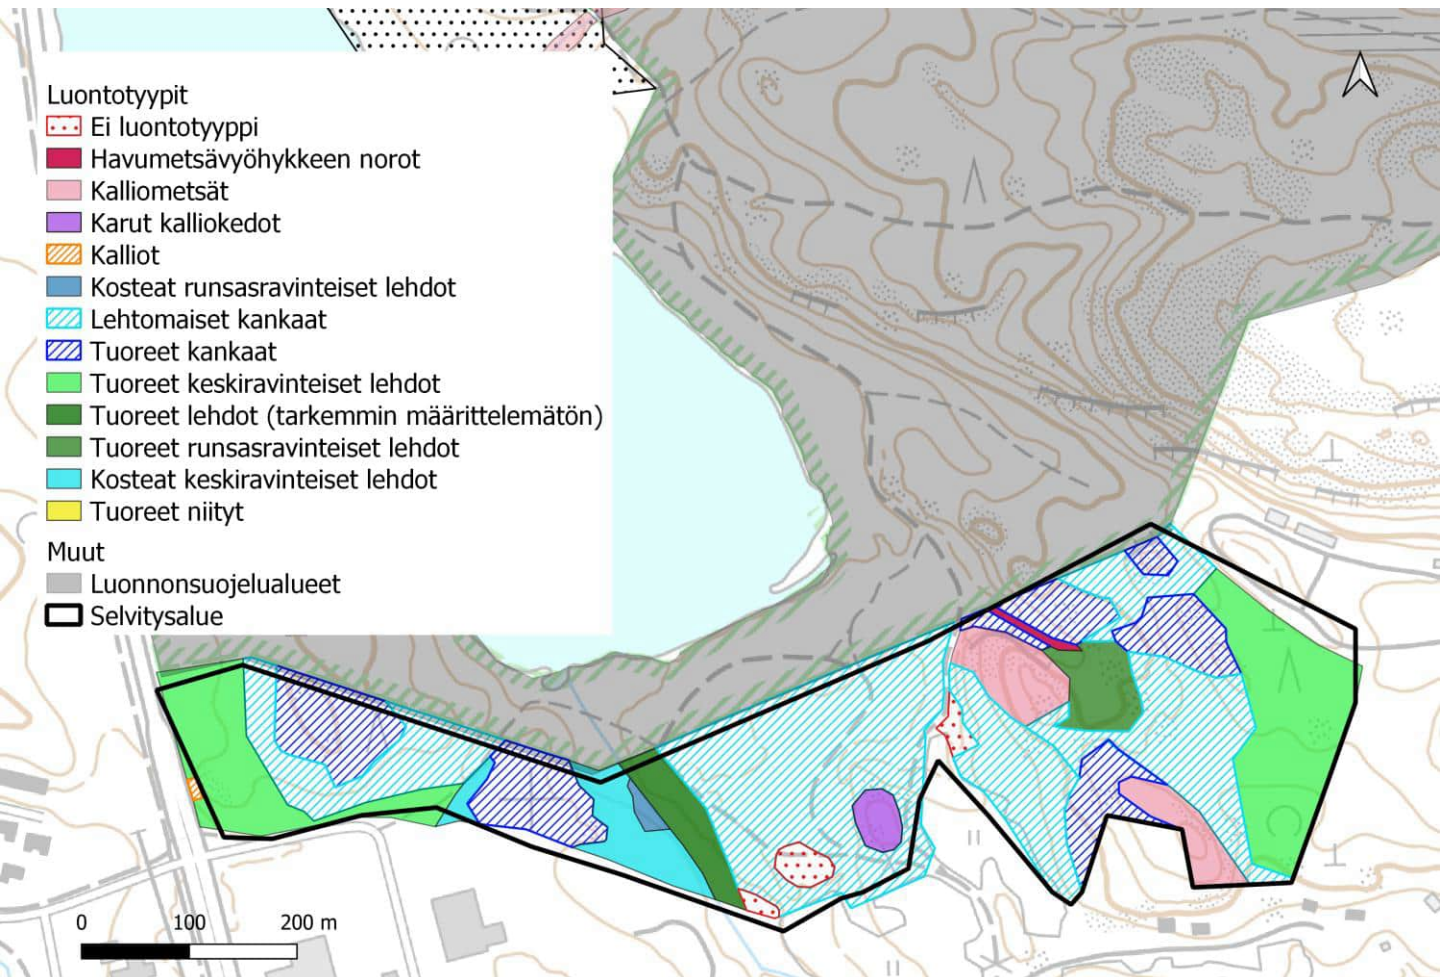 Luontotyypit
Ei luontotyyppi
Havumetsävyöhykkeen norot
Kalliometsät
Karut kalliokedot
Kalliot
Kosteat runsasravinteiset lehdot
Lehtomaiset kankaat
Tuoreet kankaat
Tuoreet keskiravinteiset lehdot
Tuoreet lehdot (tarkemmin määrittelemätön)
Tuoreet runsasravinteiset lehdot
Kosteat keskiravinteiset lehdot
Tuoreet niityt
Muut
Luonnonsuojelualueet
Selvitysalue
0 100 200 m